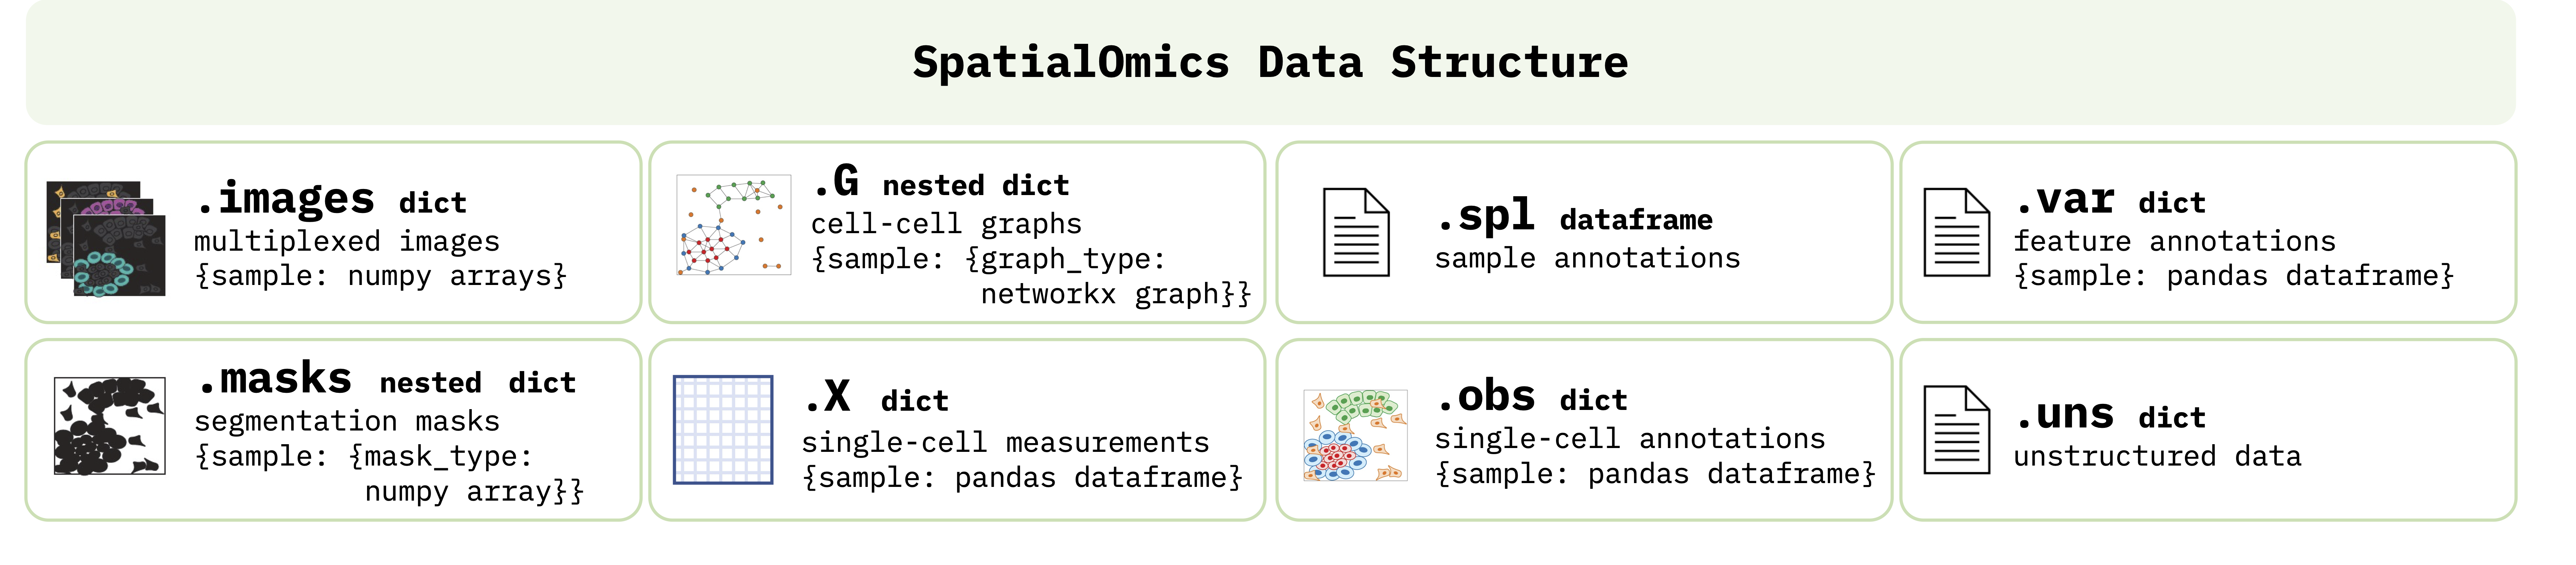 SpatialOmics Data Structure
.images dict
multiplexed images
{sample: numpy arrays}
.G nested dict
cell-cell graphs
{sample: {graph_type:
networkx graph}}
.spl dataframe
sample annotations
.var dict
feature annotations
{sample: pandas dataframe}
.masks nested dict
segmentation masks
{sample: {mask_type:
numpy array}}
.X dict
single-cell measurements
{sample: pandas dataframe}
.obs dict
single-cell annotations
{sample: pandas dataframe}
.uns dict
unstructured data